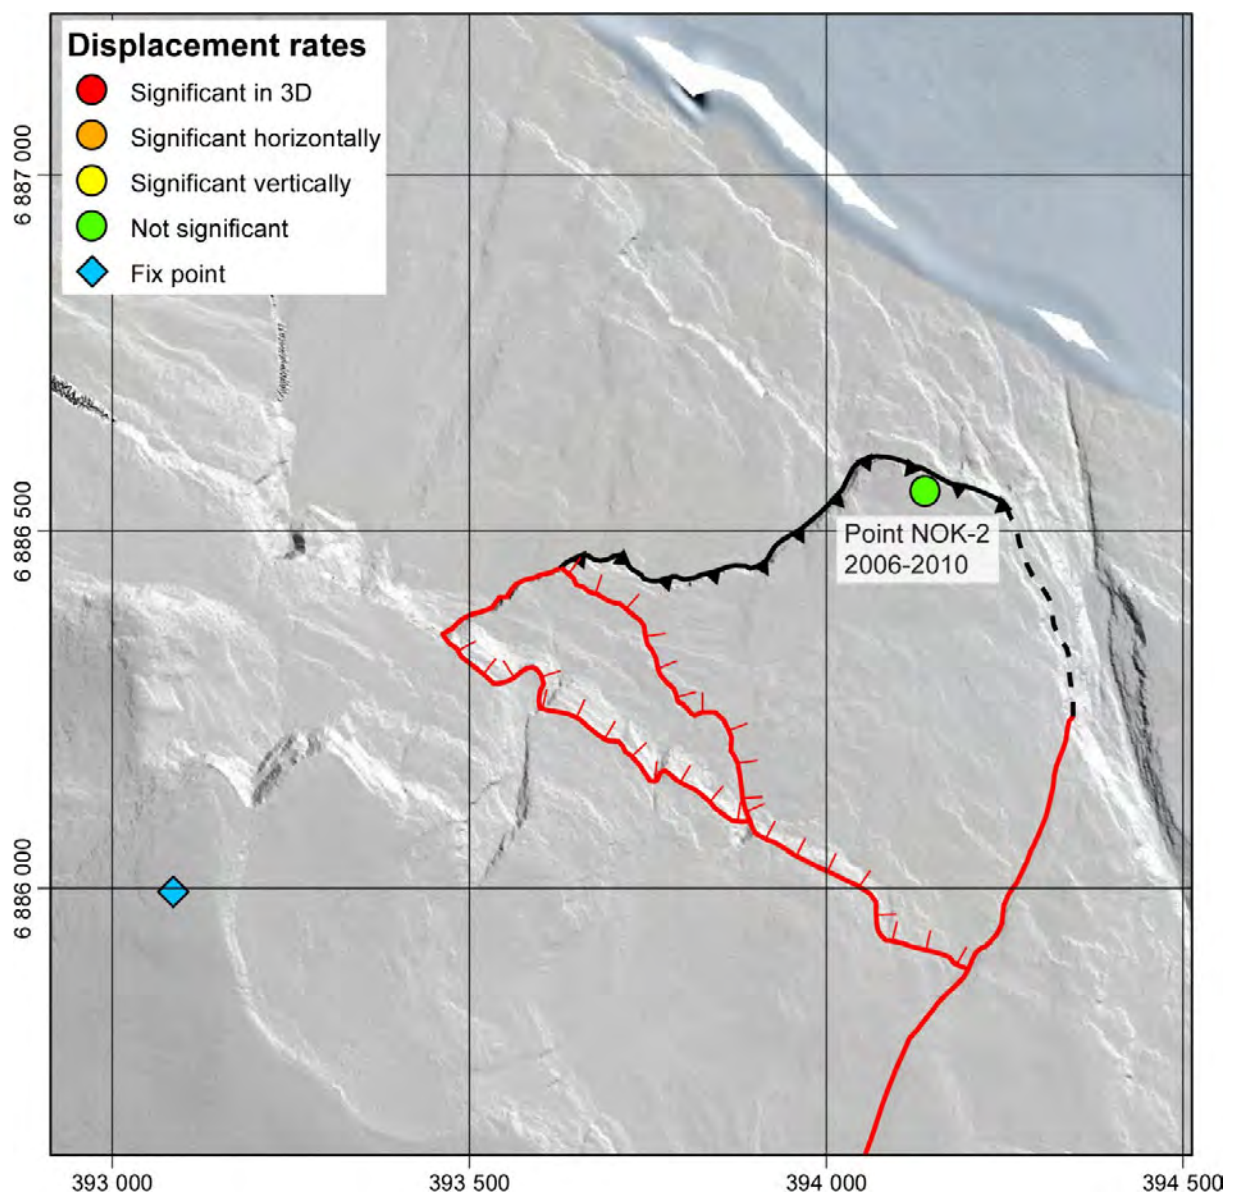 Displacement rates
Significant in 3D
Significant horizontally
Significant vertically
Not significant
Fix point
6 887 000
6 886 500
6 886 000
Point NOK-2
2006-2010
393 000
393 500
394 000
394 500